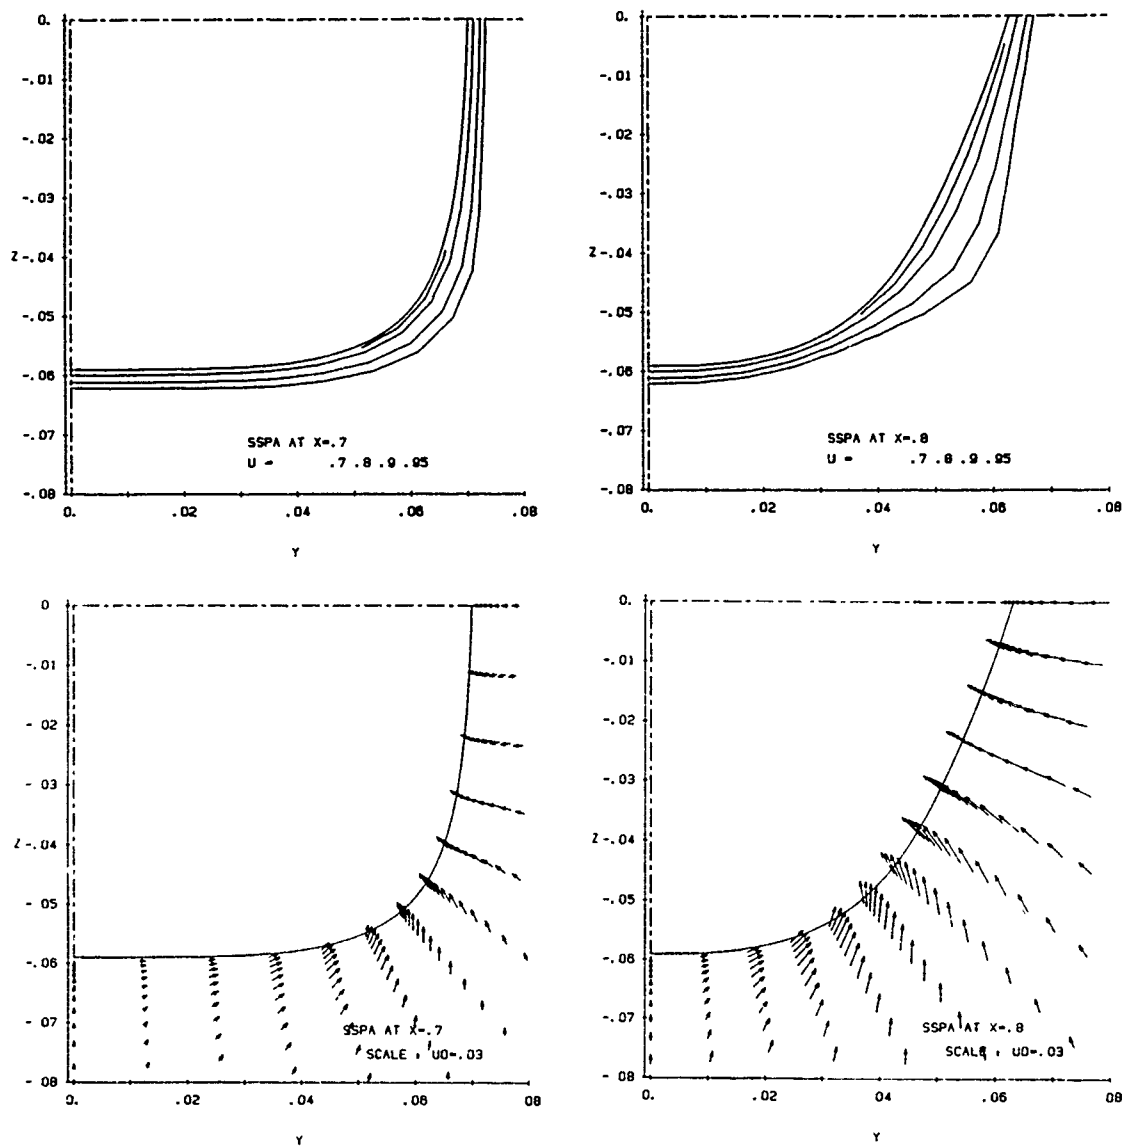 0.
-.01
-.02
-.03
Z -.04
-.05
-.06
-.07
-.08
SSPA AT X=.7
U = .7 .8 .9 .95
0. .02 .04 .06 .08
Y
0.
-.01
-.02
-.03
Z -.04
-.05
-.06
-.07
-.08
SSPA AT X=.8
U = .7 .8 .9 .95
0. .02 .04 .06 .08
Y
0
-.01
-.02
-.03
Z -.04
-.05
-.06
-.07
-.08
SSPA AT X=.7
SCALE : U0=.03
0. .02 .04 .06 08
Y
0.
-.01
-.02
-.03
Z -.04
-.05
-.06
-.07
-.08
SSPA AT X=.8
SCALE : U0=.03
0. .02 .04 .06 08
Y